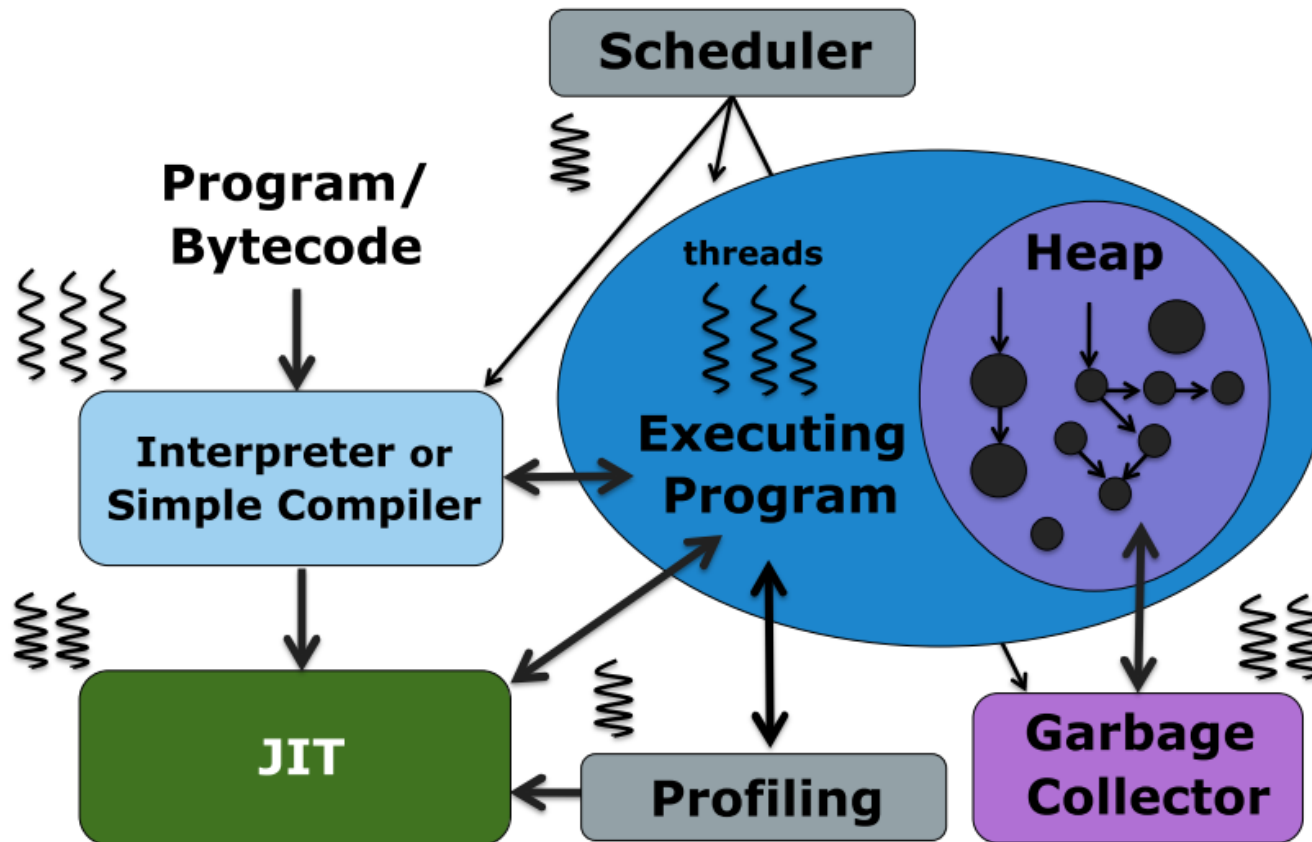 Scheduler
Program/
Bytecode
threads
Heap
Interpreter or
Simple Compiler
Executing
Program
JIT
Profiling
Garbage
Collector